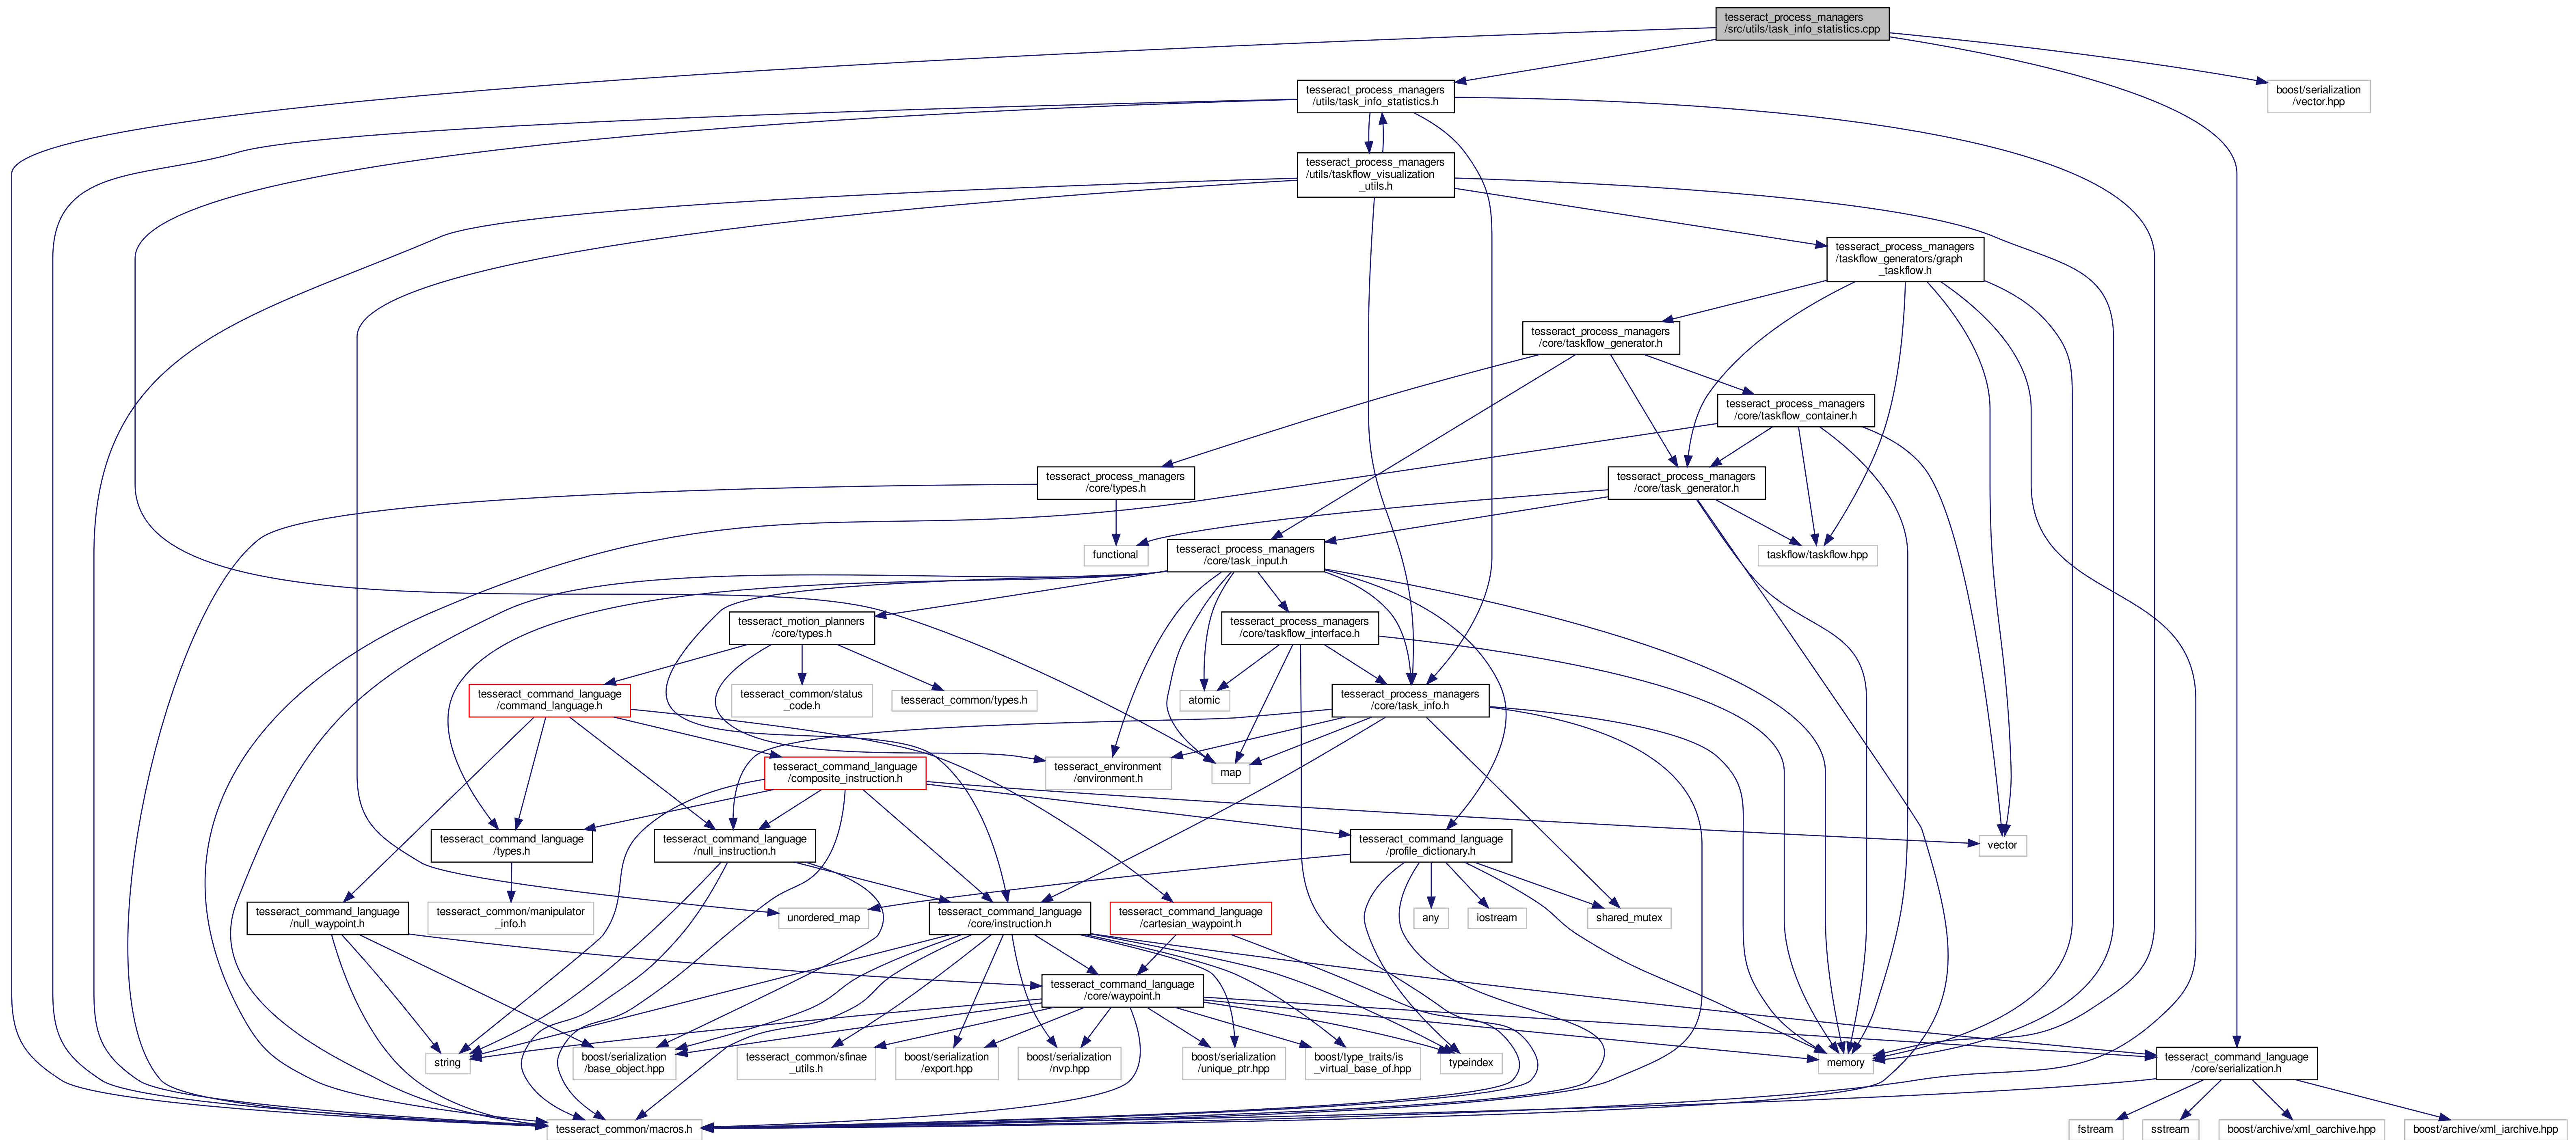 tesseract_process_managers
/src/utils/task_info_statistics.cpp
tesseract_process_managers
/utils/task_info_statistics.h
boost/serialization
/vector.hpp
tesseract_process_managers
/utils/taskflow_visualization
_utils.h
tesseract_process_managers
/taskflow_generators/graph
_taskflow.h
tesseract_process_managers
/core/taskflow_generator.h
tesseract_process_managers
/core/taskflow_container.h
tesseract_process_managers
/core/types.h
tesseract_process_managers
/core/task_generator.h
functional
tesseract_process_managers
/core/task_input.h
taskflow/taskflow.hpp
tesseract_motion_planners
/core/types.h
tesseract_process_managers
/core/taskflow_interface.h
tesseract_command_language
/command_language.h
tesseract_common/status
_code.h
tesseract_common/types.h
atomic
tesseract_process_managers
/core/task_info.h
tesseract_command_language
/composite_instruction.h
tesseract_environment
/environment.h
map
tesseract_command_language
/types.h
tesseract_command_language
/null_instruction.h
tesseract_command_language
/profile_dictionary.h
vector
tesseract_command_language
/null_waypoint.h
tesseract_common/manipulator
_info.h
unordered_map
tesseract_command_language
/core/instruction.h
tesseract_command_language
/cartesian_waypoint.h
any
iostream
shared_mutex
tesseract_command_language
/core/waypoint.h
string
boost/serialization
/base_object.hpp
tesseract_common/sfinae
_utils.h
boost/serialization
/export.hpp
boost/serialization
/nvp.hpp
boost/serialization
/unique_ptr.hpp
boost/type_traits/is
_virtual_base_of.hpp
typeindex
memory
tesseract_command_language
/core/serialization.h
tesseract_common/macros.h
fstream
sstream
boost/archive/xml_oarchive.hpp
boost/archive/xml_iarchive.hpp